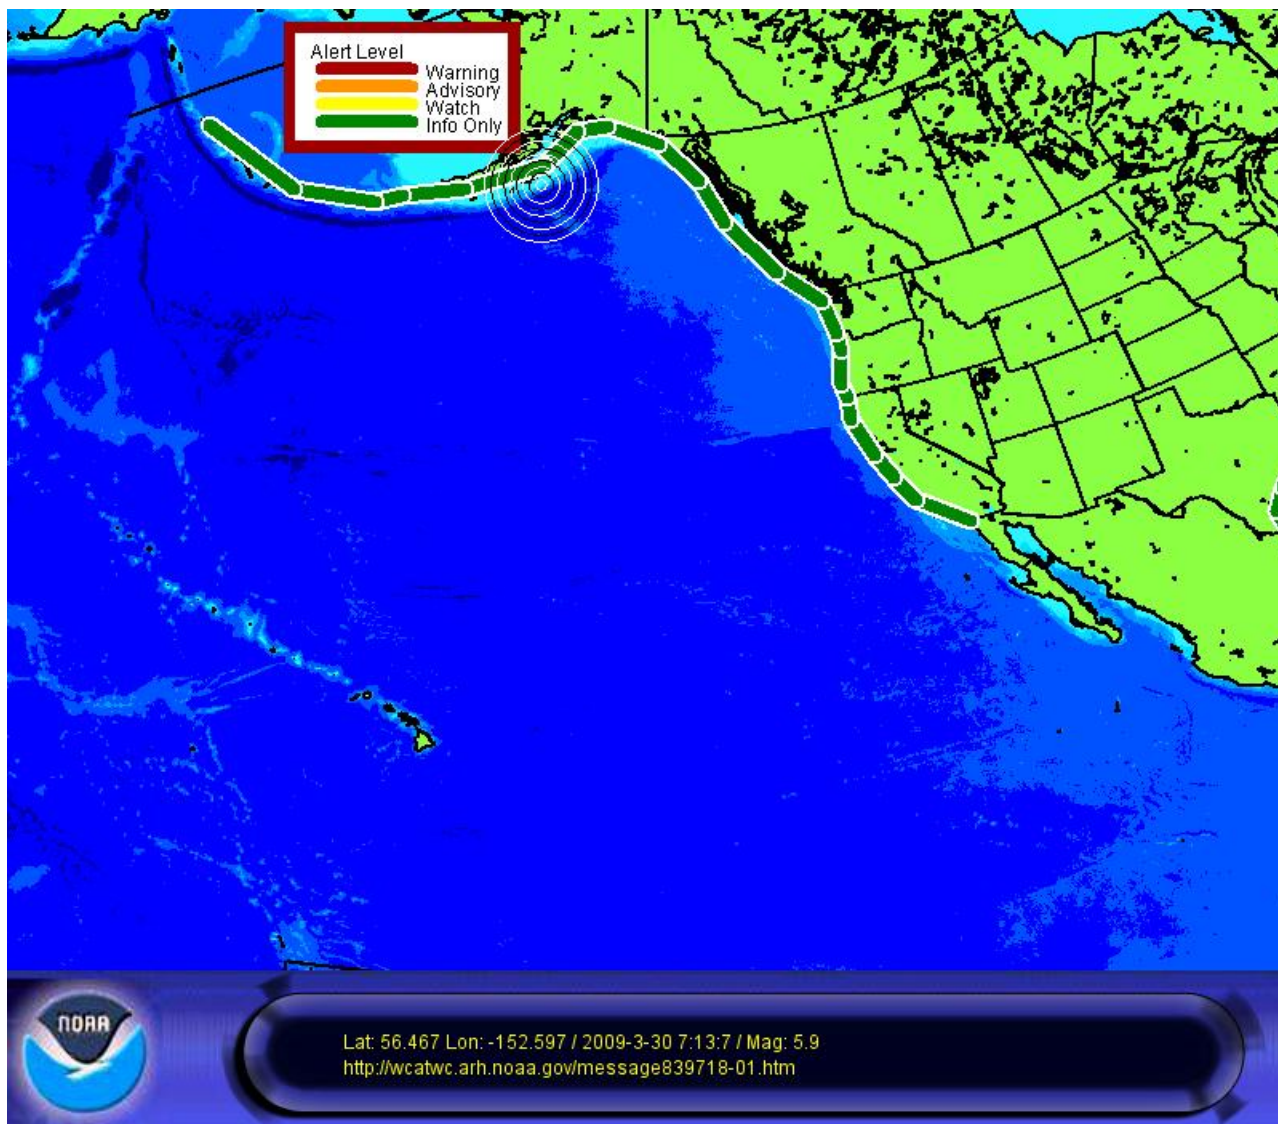 Alert Level
Warning
Advisory
Watch
Info Only
NOAA
Lat: 56.467 Lon: -152.597 / 2009-3-30 7:13:7 / Mag: 5.9
http://wcatwc.arh.noaa.gov/message839718-01.htm